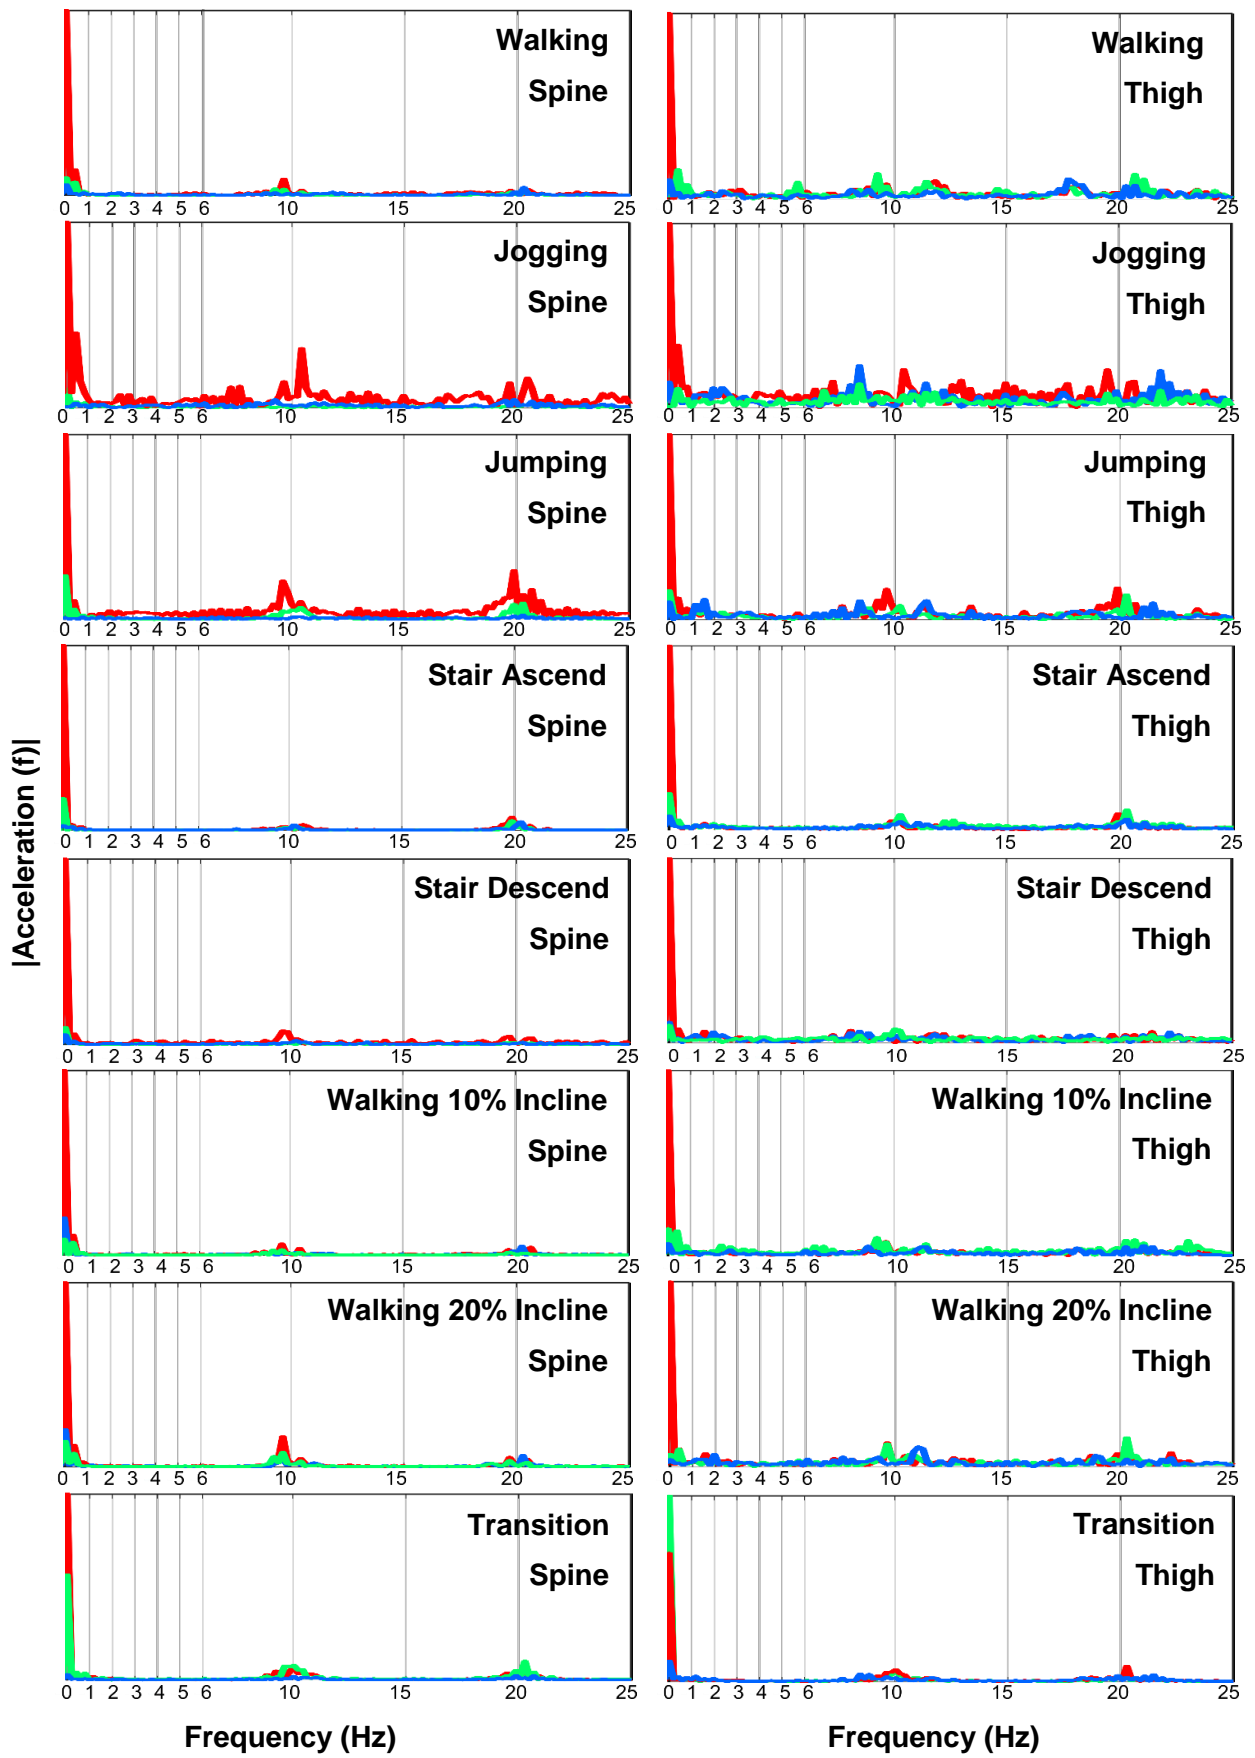 Walking
Spine
0 1 2 3 4 5 6 10 15 20 25
Walking
Thigh
0 1 2 3 4 5 6 10 15 20 25
Jogging
Spine
0 1 2 3 4 5 6 10 15 20 25
Jogging
Thigh
0 1 2 3 4 5 6 10 15 20 25
Jumping
Spine
0 1 2 3 4 5 6 10 15 20 25
Jumping
Thigh
0 1 2 3 4 5 6 10 15 20 25
Stair Ascend
Spine
0 1 2 3 4 5 6 10 15 20 25
Stair Ascend
Thigh
0 1 2 3 4 5 6 10 15 20 25
|Acceleration (f)|
Stair Descend
Spine
0 1 2 3 4 5 6 10 15 20 25
Stair Descend
Thigh
0 1 2 3 4 5 6 10 15 20 25
Walking 10% Incline
Spine
0 1 2 3 4 5 6 10 15 20 25
Walking 10% Incline
Thigh
0 1 2 3 4 5 6 10 15 20 25
Walking 20% Incline
Spine
0 1 2 3 4 5 6 10 15 20 25
Walking 20% Incline
Thigh
0 1 2 3 4 5 6 10 15 20 25
Transition
Spine
0 1 2 3 4 5 6 10 15 20 25
Transition
Thigh
0 1 2 3 4 5 6 10 15 20 25
Frequency (Hz)
Frequency (Hz)